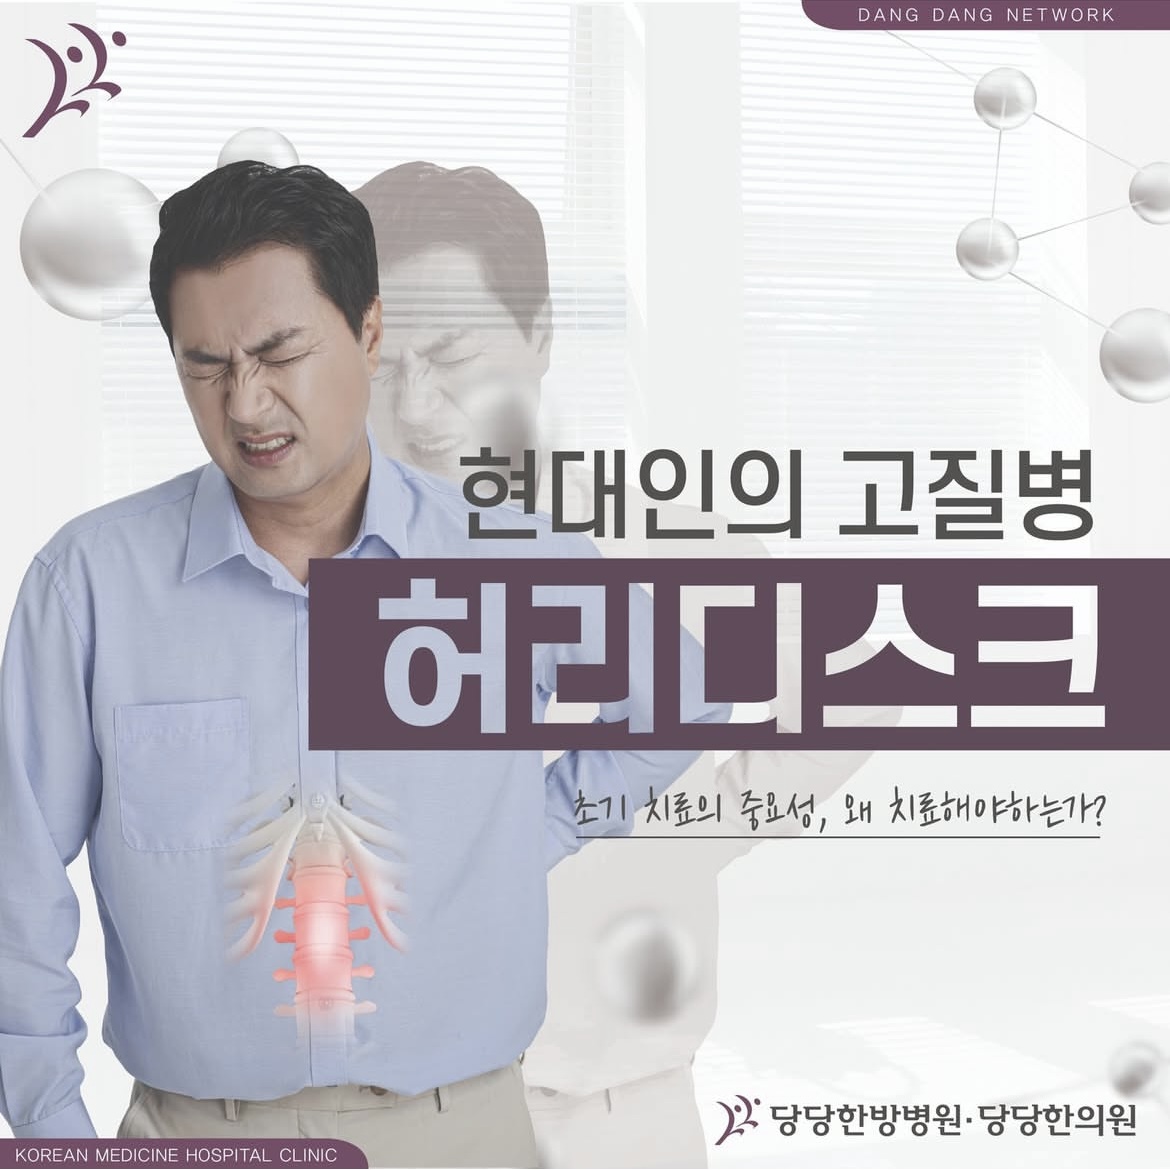 DANG DANG NETWORK
현대인의 고질병
허리디스크
초기 치료의 중요성, 왜 치료해야하는가?
당당한방병원·당당한의원
KOREAN MEDICINE HOSPITAL CLINIC